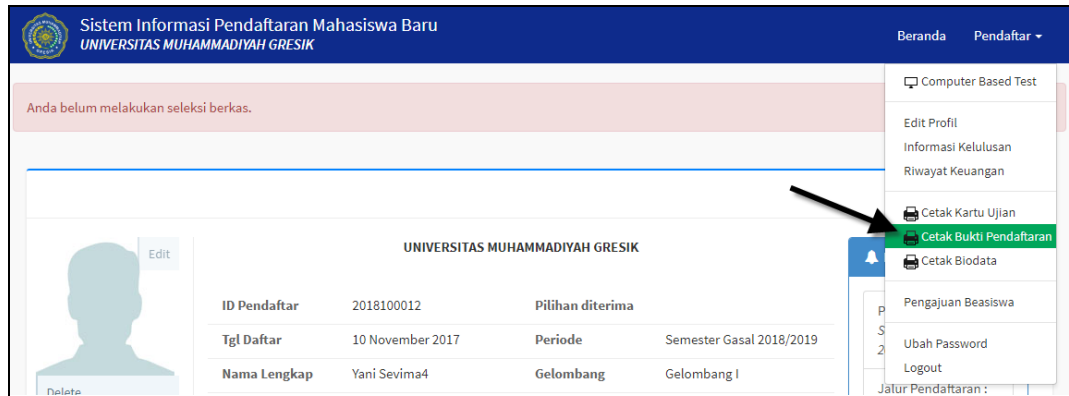 Sistem Informasi Pendaftaran Mahasiswa Baru
UNIVERSITAS MUHAMMADIYAH GRESIK
Beranda Pendaftar
Computer Based Test
Edit Profil
Informasi Kelulusan
Riwayat Keuangan
Cetak Kartu Ujian
Cetak Bukti Pendaftaran
Cetak Biodata
Pengajuan Beasiswa
Ubah Password
Logout
Anda belum melakukan seleksi berkas.
Edit
Delete
UNIVERSITAS MUHAMMADIYAH GRESIK
ID Pendaftar 2018100012 Pilihan diterima
Tgl Daftar 10 November 2017 Periode Semester Gasal 2018/2019
Nama Lengkap Yani Sevima4 Gelombang Gelombang I
P
S
2
Jalur Pendaftaran :